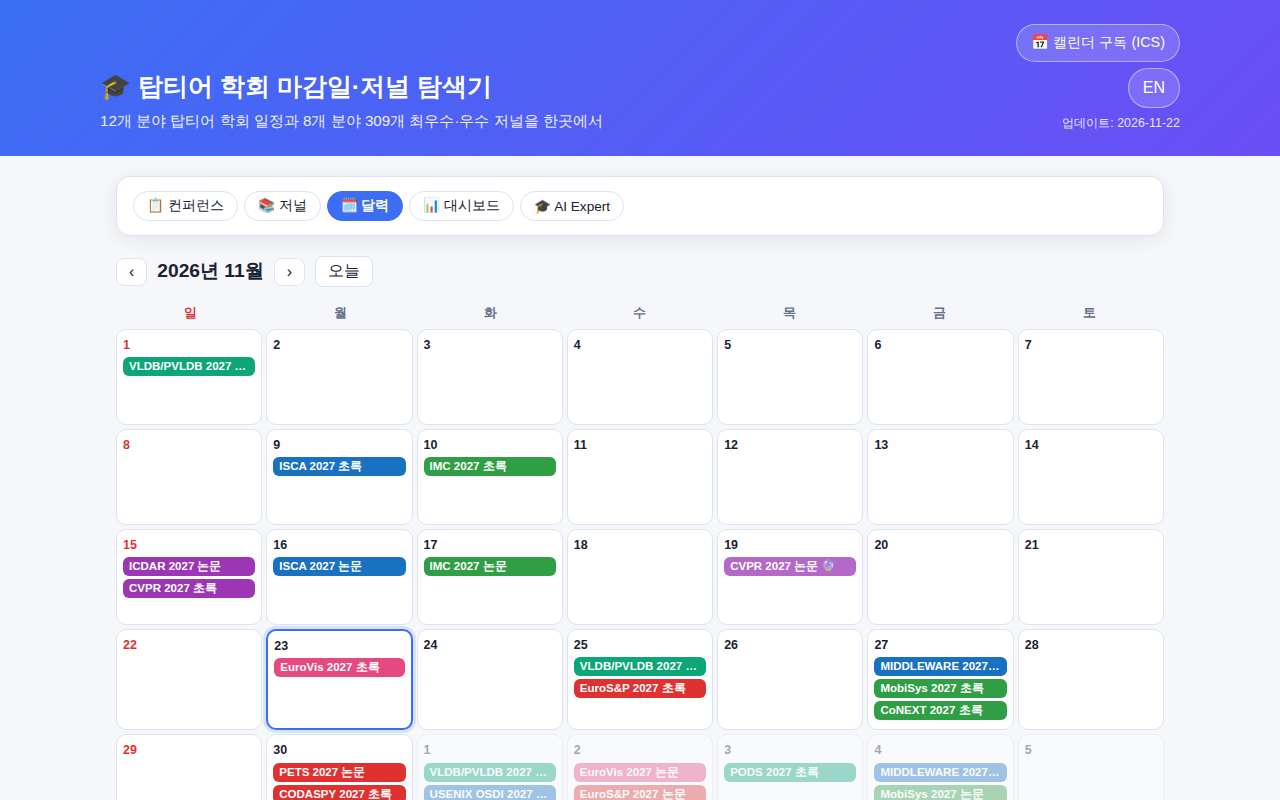 📅 캘린더 구독 (ICS)
🎓 탑티어 학회 마감일·저널 탐색기
EN
12개 분야 탑티어 학회 일정과 8개 분야 309개 최우수·우수 저널을 한곳에서
업데이트: 2026-11-22
📋 컨퍼런스 📚 저널 🗓️ 달력 📊 대시보드 🎓 AI Expert
‹ 2026년 11월 › 오늘
일 월 화 수 목 금 토
1 2 3 4 5 6 7
VLDB/PVLDB 2027 …
8 9 10 11 12 13 14
ISCA 2027 초록 IMC 2027 초록
15 16 17 18 19 20 21
ICDAR 2027 논문 ISCA 2027 논문 IMC 2027 논문 CVPR 2027 논문 🔮
CVPR 2027 초록
22 23 24 25 26 27 28
EuroVis 2027 초록 VLDB/PVLDB 2027 … MIDDLEWARE 2027…
EuroS&P 2027 초록 MobiSys 2027 초록
CoNEXT 2027 초록
29 30 1 2 3 4 5
PETS 2027 논문 VLDB/PVLDB 2027 … EuroVis 2027 논문 PODS 2027 초록 MIDDLEWARE 2027…
CODASPY 2027 초록 USENIX OSDI 2027 … EuroS&P 2027 논문 MobiSys 2027 논문